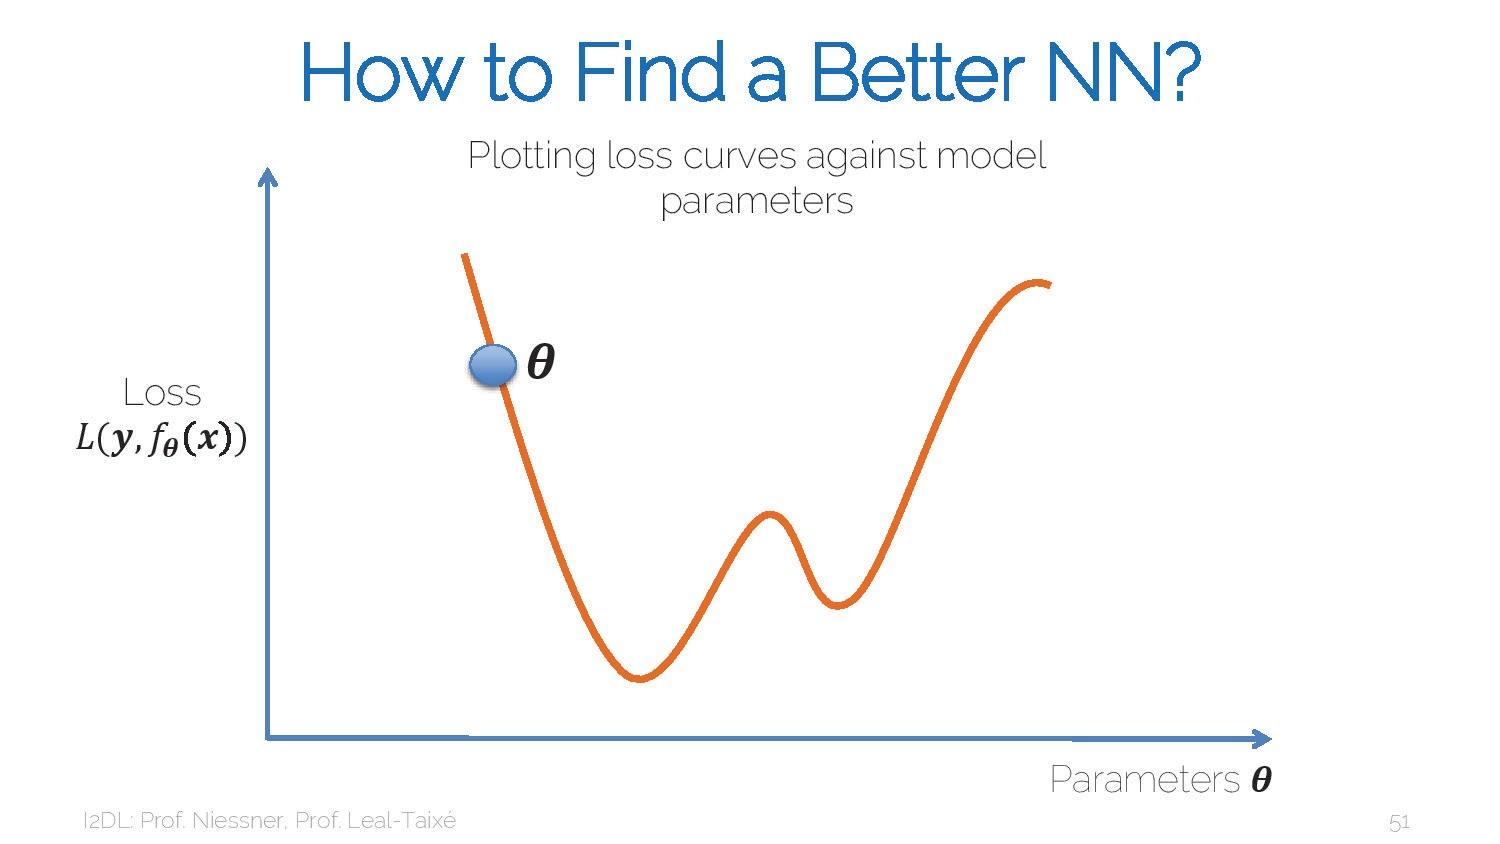 How to Find a Better NN?
Plotting loss curves against model
parameters
θ
Loss
L(y, fθ(x))
Parameters θ
I2DL: Prof. Niessner, Prof. Leal-Taixé
51